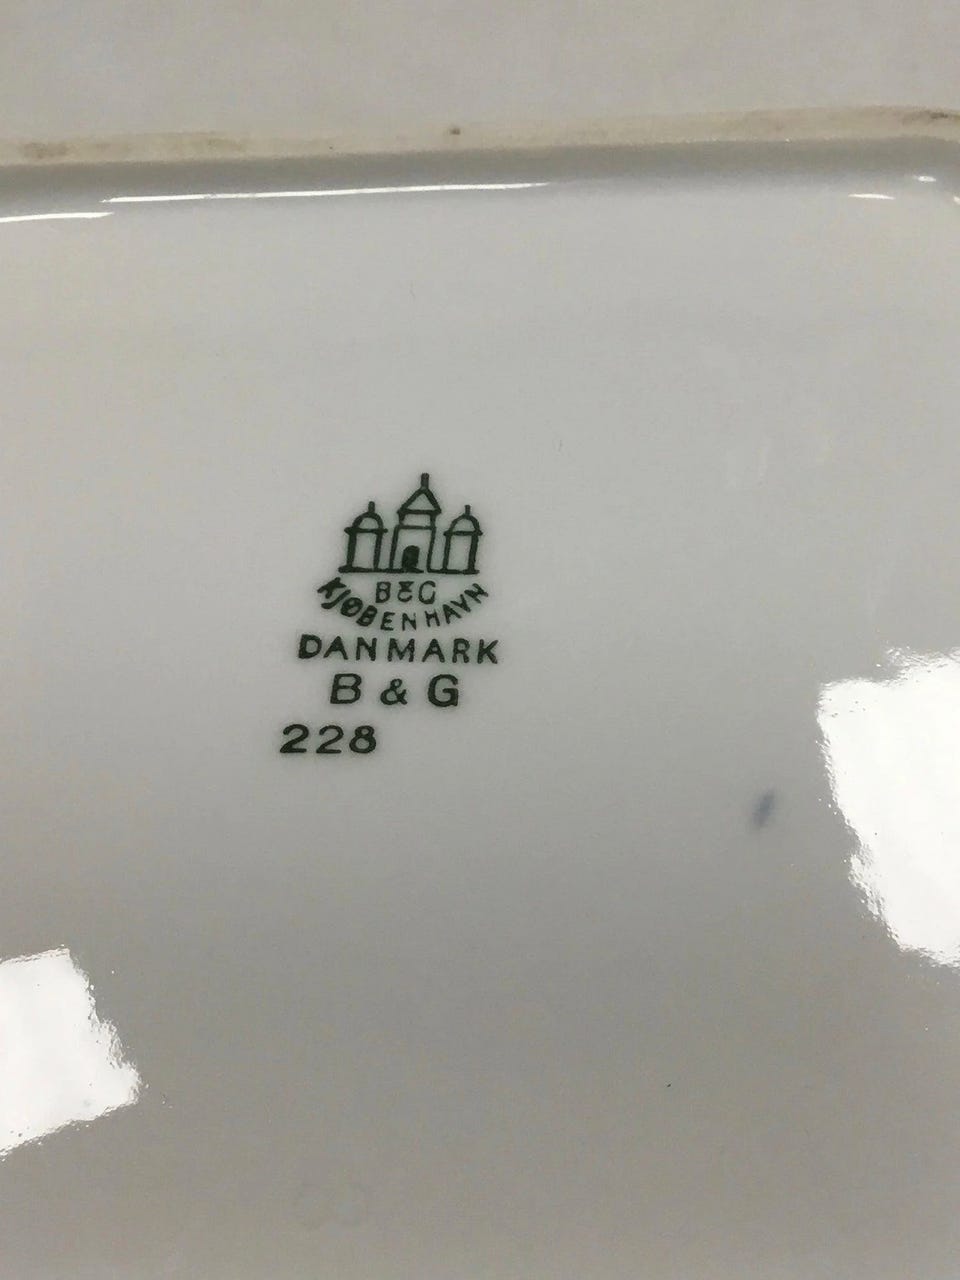 B&G
KJØBENHAVN
DANMARK
B & G
228